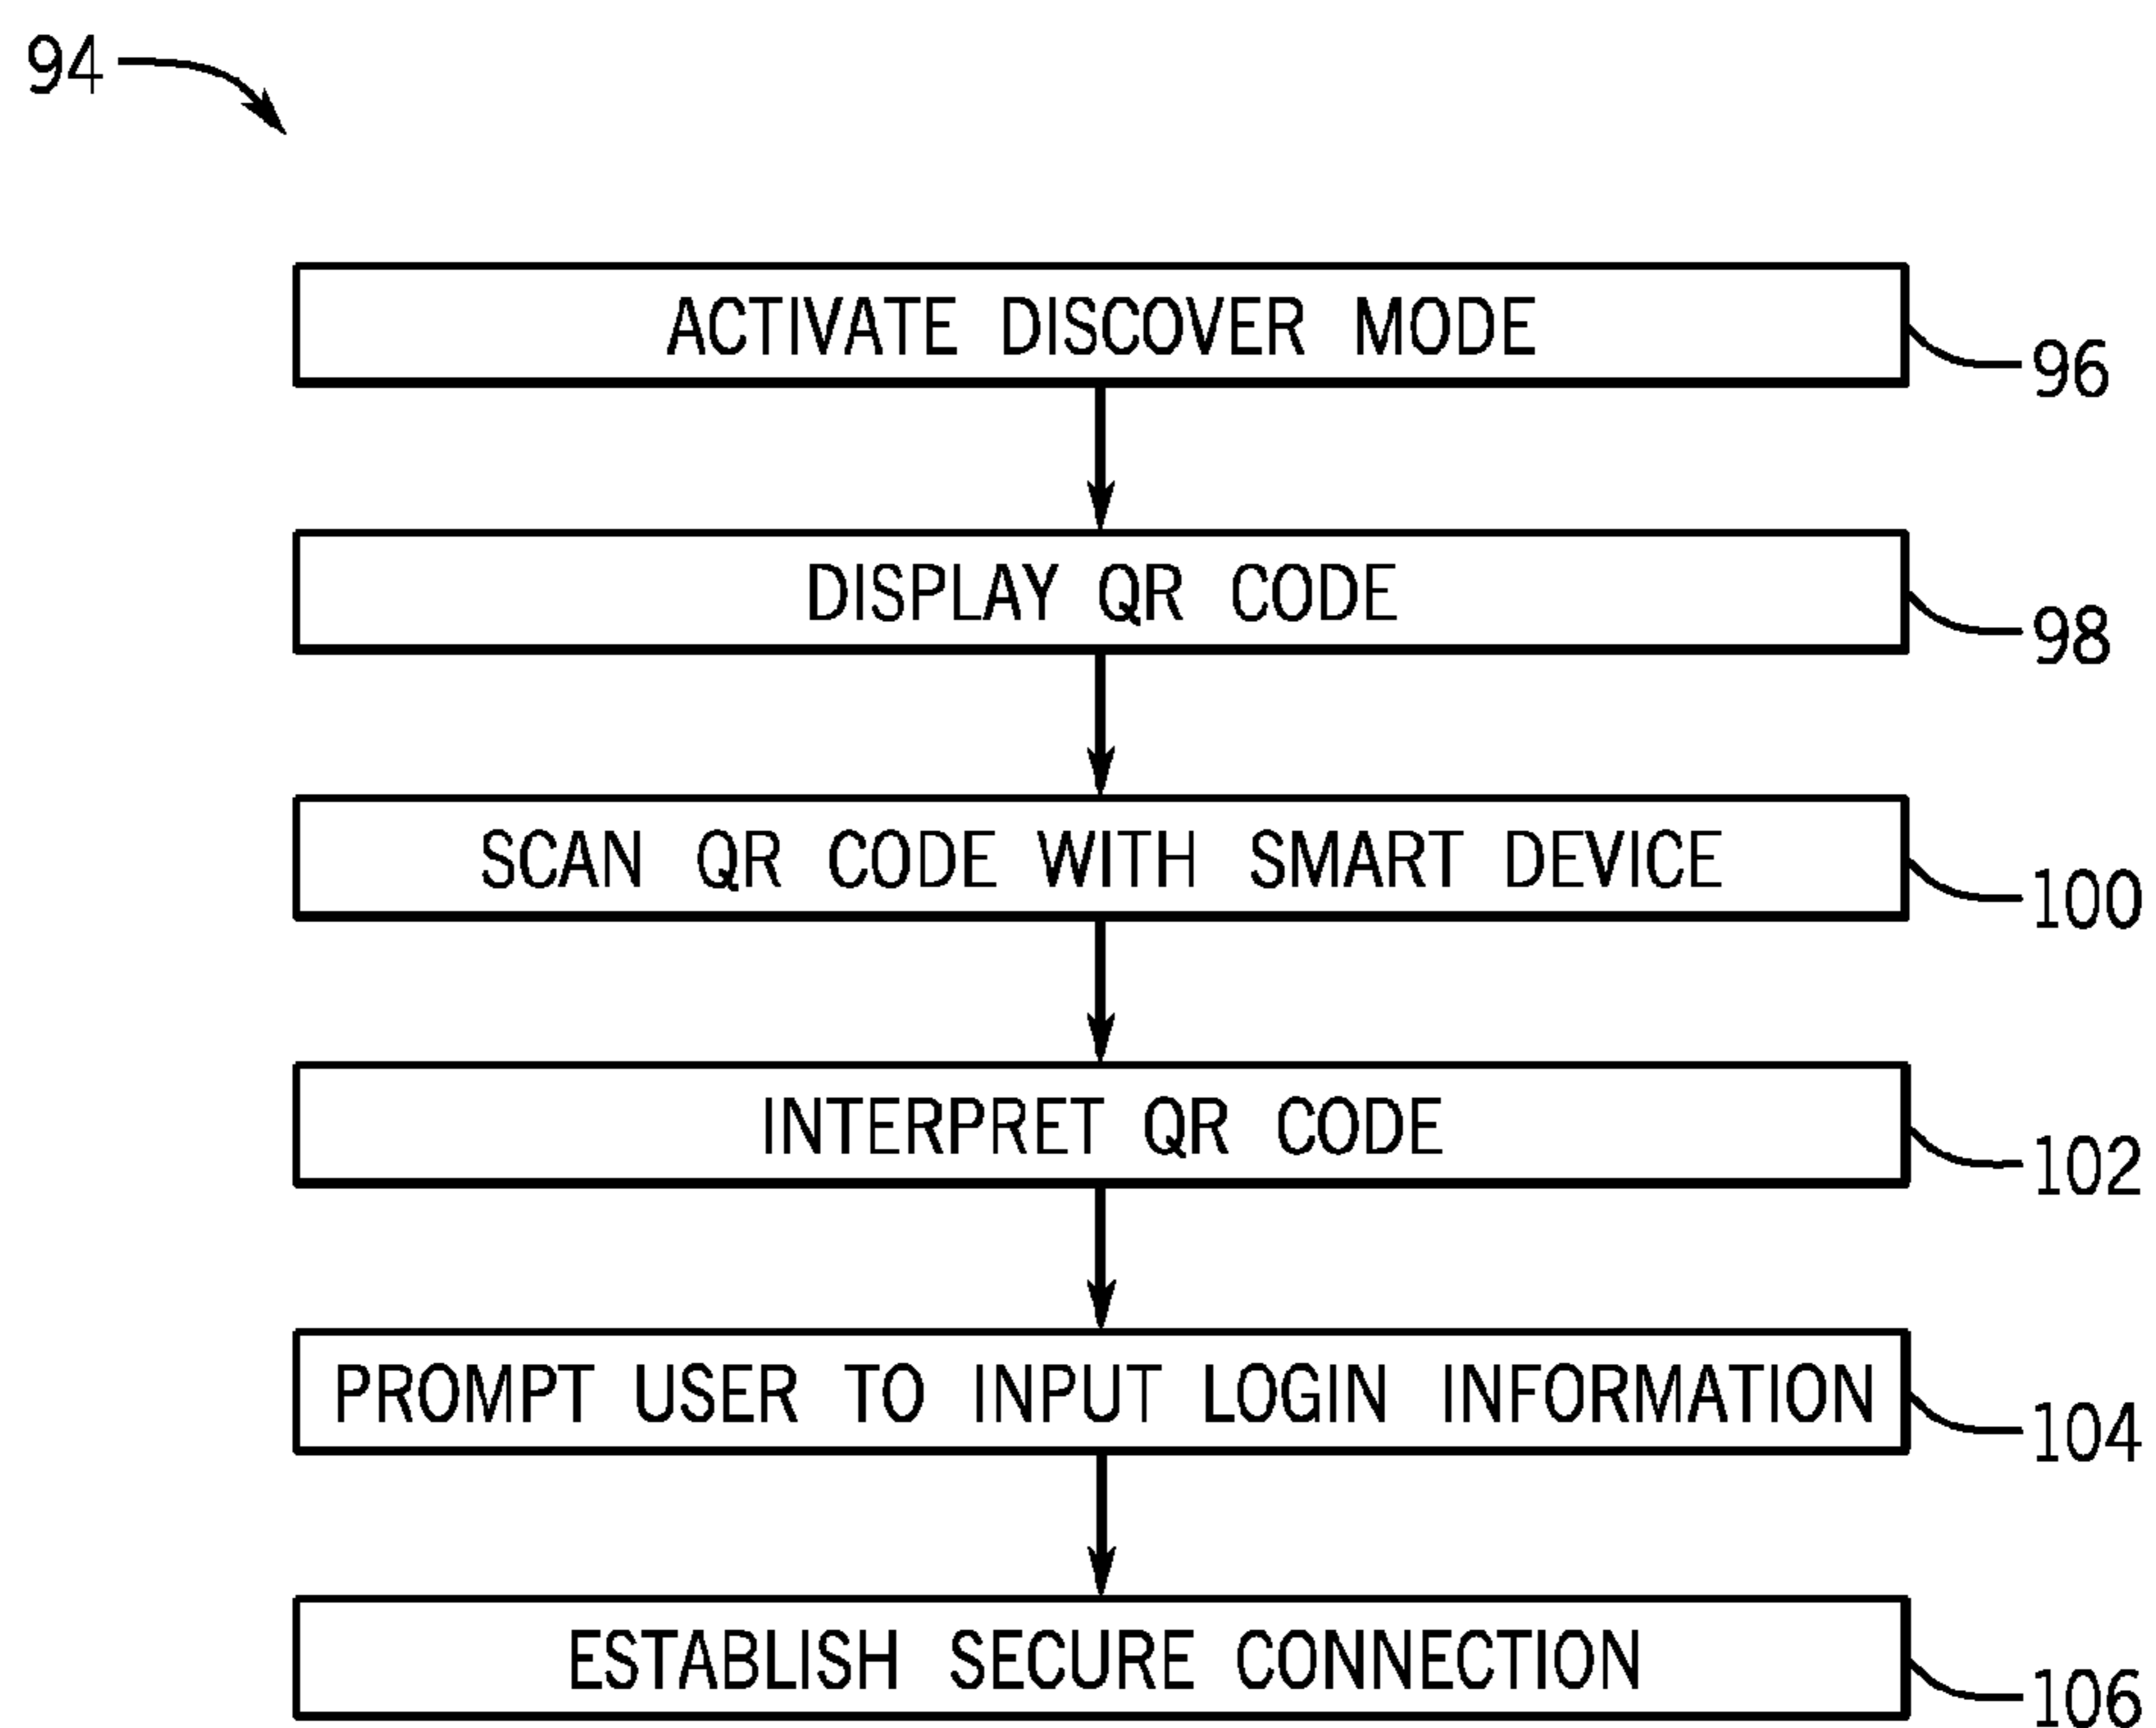 94
ACTIVATE DISCOVER MODE
96
DISPLAY QR CODE
98
SCAN QR CODE WITH SMART DEVICE
100
INTERPRET QR CODE
102
PROMPT USER TO INPUT LOGIN INFORMATION
104
ESTABLISH SECURE CONNECTION
106